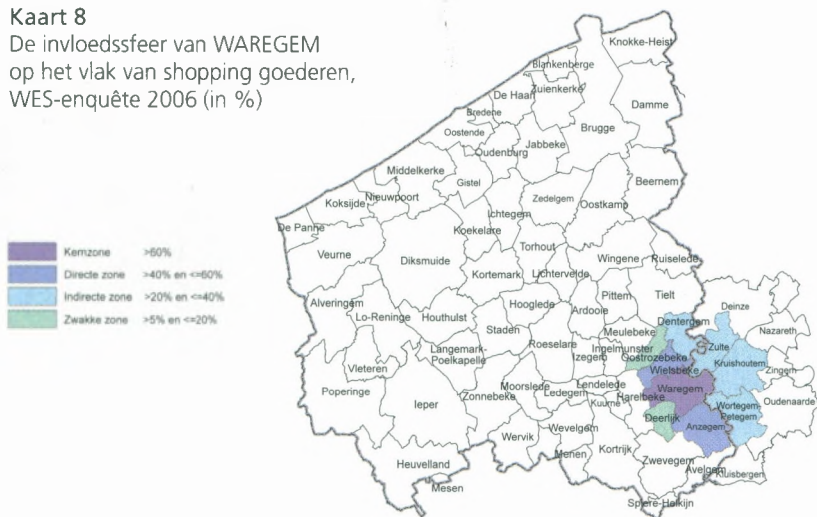 Kaart 8
De invloedssfeer van WAREGEM
op het vlak van shopping goederen,
WES-enquête 2006 (in %)
Knokke-Heist
Blankenberge
Zuienkerke
De Haan
Damme
Bredene
Brugge
Oostende
Jabbeke
Oudenburg
Middelkerke
Gistel
Beernem
Nieuwpoort
Zedelgem
Koksijde
Oostkamp
Ichtegem
De Panne
Koekelare
Torhout
Veurne
Diksmuide
Wingene
Ruiselede
Kernzone >60%
Directe zone >40% en <=60%
Indirecte zone >20% en <=40%
Zwakke zone >5% en <=20%
Kortemark
Lichtervelde
Pittem
Tielt
Alveringem
Hooglede
Ardooie
Deinze
Lo-Reninge
Houthulst
Dentergem
Staden
Meulebeke
Nazareth
Roeselare
Langemark-
Poelkapelle
Ingelmunster
Zulte
Izegem
Oostrozebeke
Kruishoutem
Vleteren
Wielsbeke
Zingem
Moorslede
Lendelede
Waregem
Poperinge
Zonnebeke
Ledegem
Harelbeke
Oudenaarde
Ieper
Kuurne
Wortegem-
Petegem
Deerlijk
Wevelgem
Anzegem
Wervik
Kortrijk
Menen
Zwevegem
Heuvelland
Avelgem
Kluisbergen
Mesen
Spiere-Helkijn